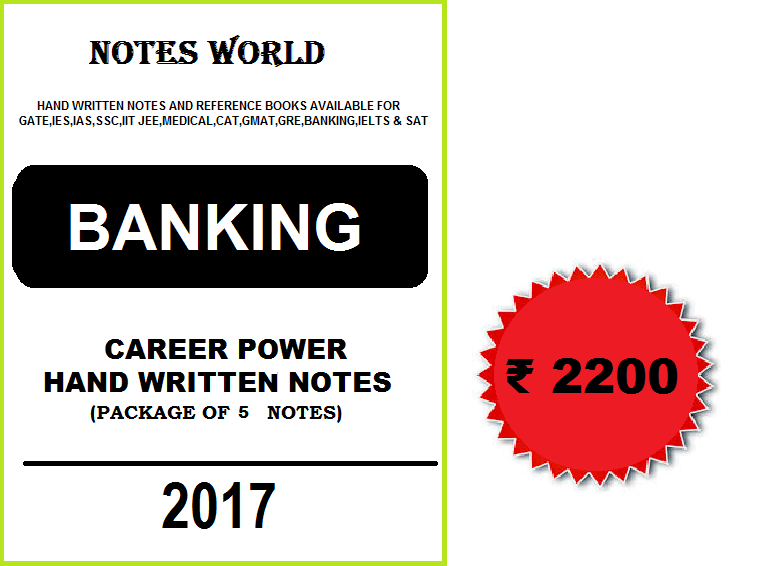 NOTES WORLD
HAND WRITTEN NOTES AND REFERENCE BOOKS AVAILABLE FOR
GATE,IES,IAS,SSC,IIT JEE,MEDICAL,CAT,GMAT,GRE,BANKING,IELTS & SAT
BANKING
CAREER POWER
HAND WRITTEN NOTES
(PACKAGE OF 5 NOTES)
2017
₹ 2200